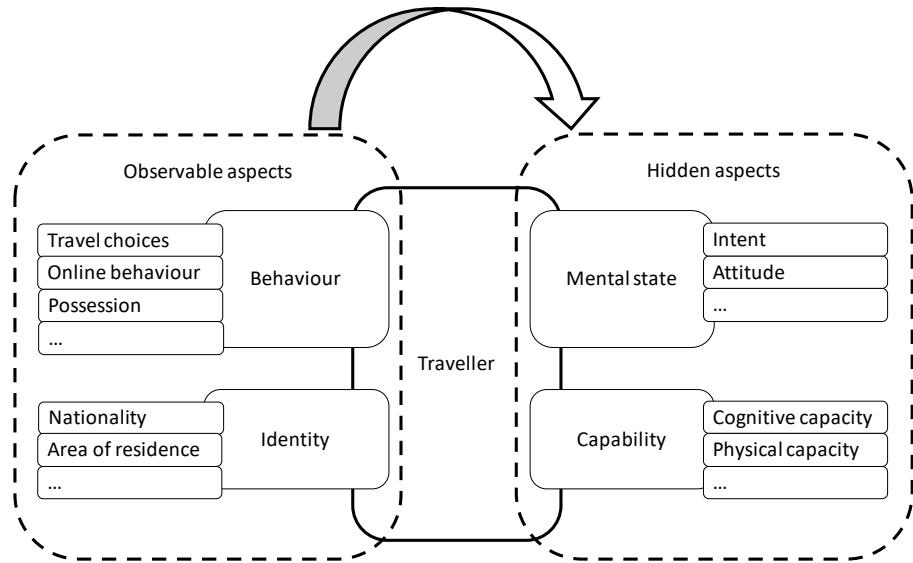 Observable aspects
Hidden aspects
Travel choices
Online behaviour
Possession
...
Behaviour
Nationality
Area of residence
...
Identity
Traveller
Mental state
Intent
Attitude
...
Capability
Cognitive capacity
Physical capacity
...